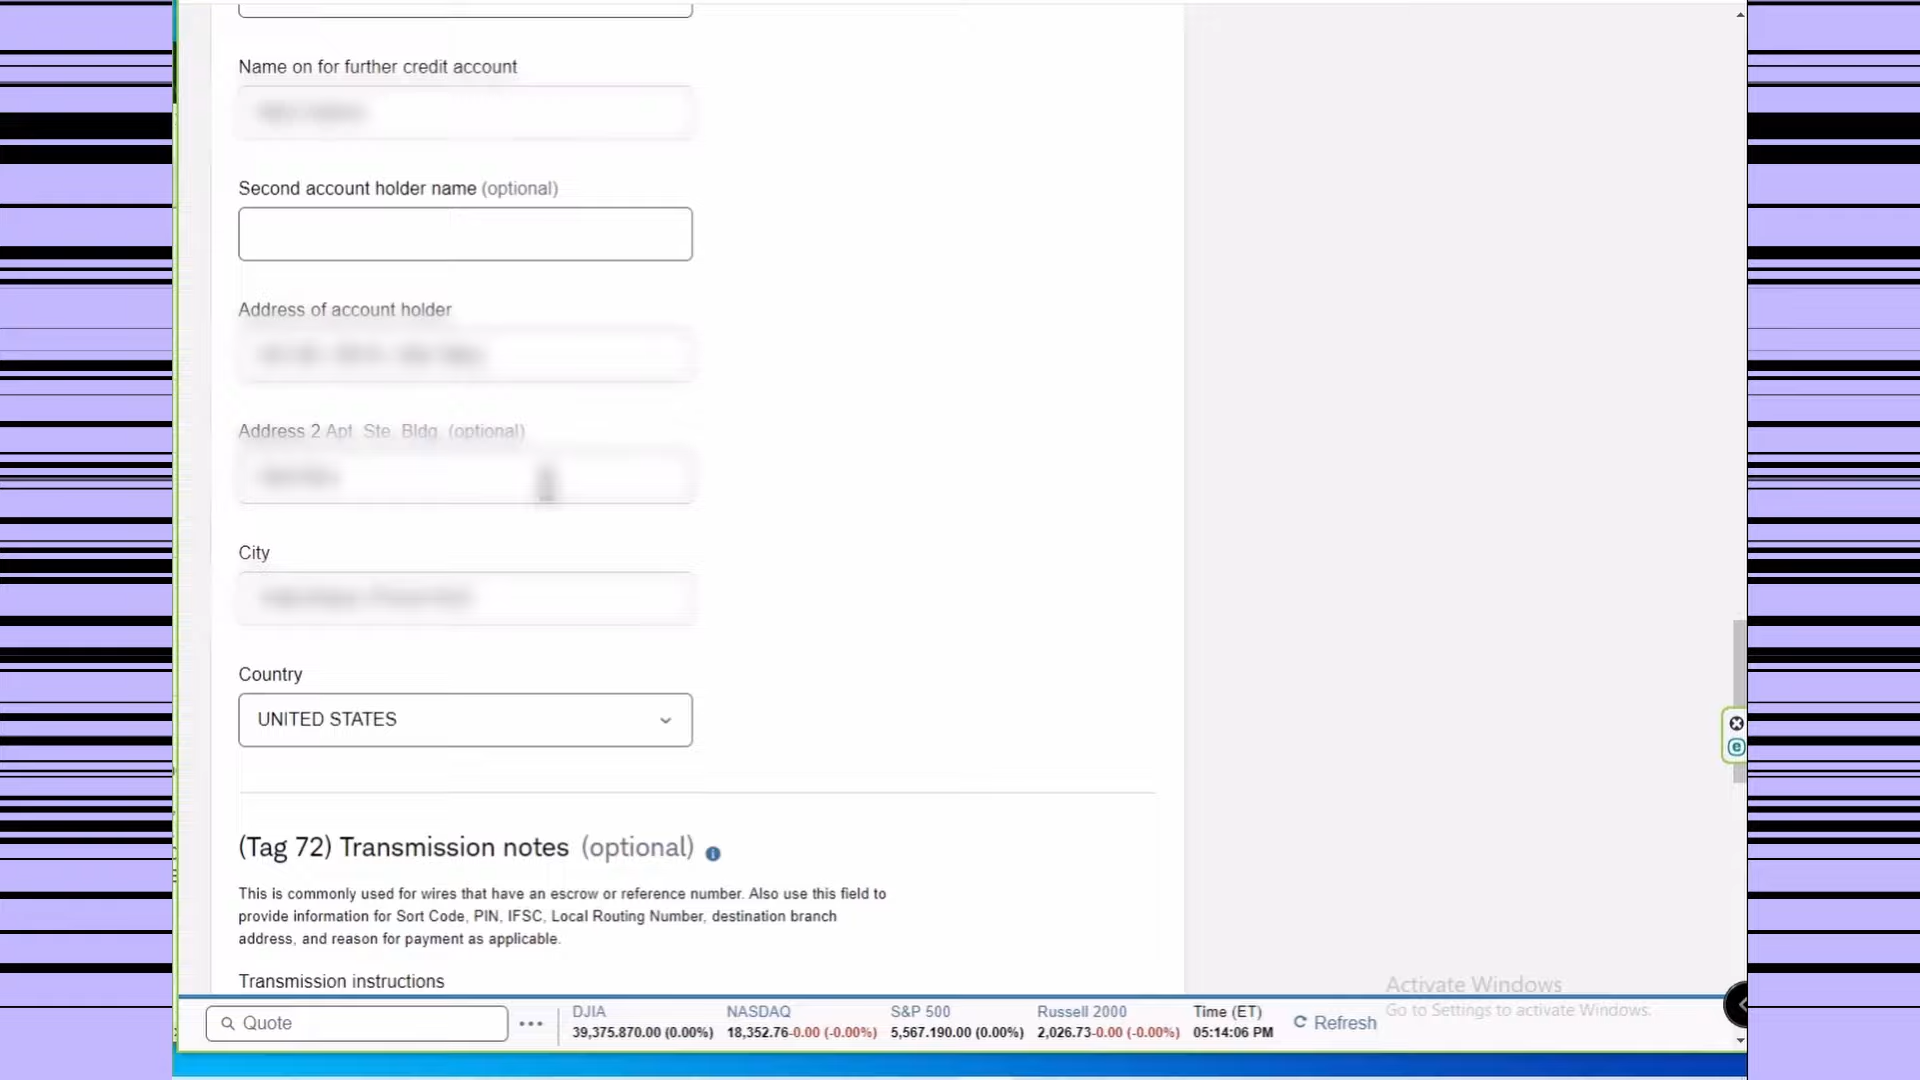 Name on for further credit account
Second account holder name (optional)
Address of account holder
Address 2 Apt. Ste. Bldg. (optional)
City
Country
UNITED STATES
(Tag 72) Transmission notes (optional)
This is commonly used for wires that have an escrow or reference number. Also use this field to
provide information for Sort Code, PIN, IFSC, Local Routing Number, destination branch
address, and reason for payment as applicable.
Transmission instructions
Activate Windows
Go to Settings to activate Windows.
Quote
DJIA
39,375.870.00 (0.00%)
NASDAQ
18,352.76-0.00 (-0.00%)
S&P 500
5,567.190.00 (0.00%)
Russell 2000
2,026.73-0.00 (-0.00%)
Time (ET)
05:14:06 PM
Refresh